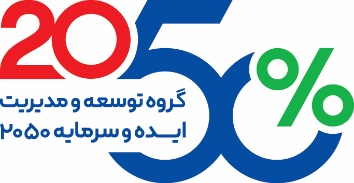 2050%
گروه توسعه و مدیریت
ایده و سرمایه ۲۰۵۰